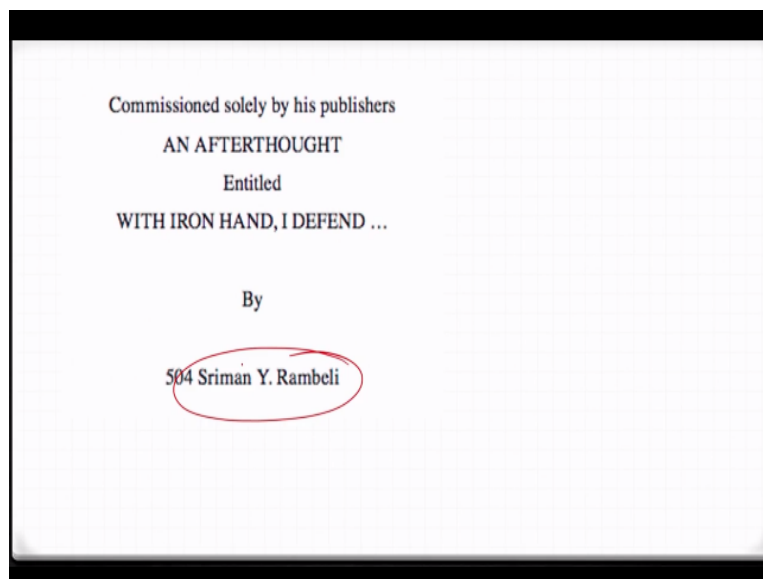 Commissioned solely by his publishers
AN AFTERTHOUGHT
Entitled
WITH IRON HAND, I DEFEND …
By
504 Sriman Y. Rambeli